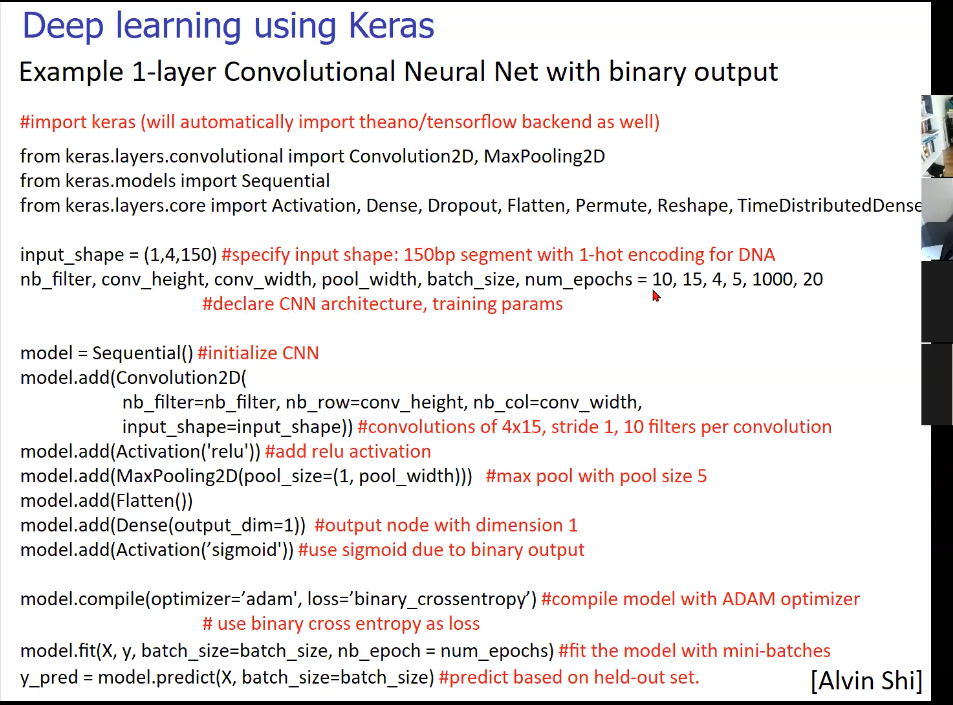 Deep learning using Keras
Example 1-layer Convolutional Neural Net with binary output
#import keras (will automatically import theano/tensorflow backend as well)
from keras.layers.convolutional import Convolution2D, MaxPooling2D
from keras.models import Sequential
from keras.layers.core import Activation, Dense, Dropout, Flatten, Permute, Reshape, TimeDistributedDense
input_shape = (1,4,150) #specify input shape: 150bp segment with 1-hot encoding for DNA
nb_filter, conv_height, conv_width, pool_width, batch_size, num_epochs = 10, 15, 4, 5, 1000, 20
#declare CNN architecture, training params
model = Sequential() #initialize CNN
model.add(Convolution2D(
nb_filter=nb_filter, nb_row=conv_height, nb_col=conv_width,
input_shape=input_shape)) #convolutions of 4x15, stride 1, 10 filters per convolution
model.add(Activation('relu')) #add relu activation
model.add(MaxPooling2D(pool_size=(1, pool_width))) #max pool with pool size 5
model.add(Flatten())
model.add(Dense(output_dim=1)) #output node with dimension 1
model.add(Activation(’sigmoid')) #use sigmoid due to binary output
model.compile(optimizer=’adam', loss=’binary_crossentropy’) #compile model with ADAM optimizer
# use binary cross entropy as loss
model.fit(X, y, batch_size=batch_size, nb_epoch = num_epochs) #fit the model with mini-batches
y_pred = model.predict(X, batch_size=batch_size) #predict based on held-out set.
[Alvin Shi]